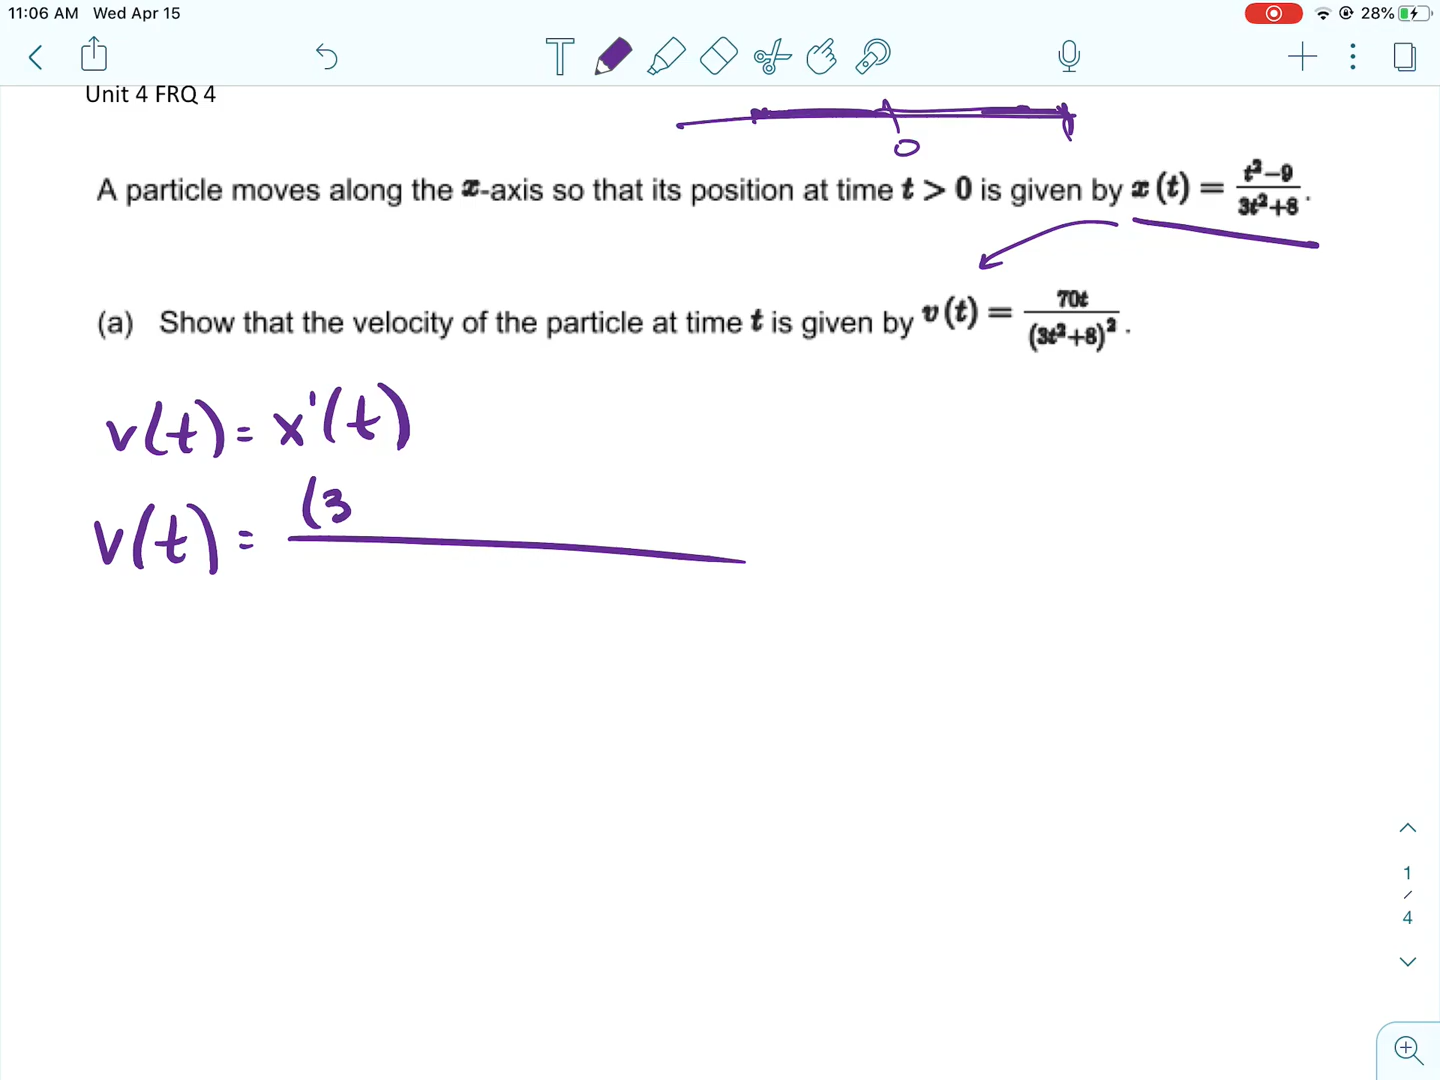 11:06 AM Wed Apr 15
28%
T
Unit 4 FRQ 4
0
A particle moves along the x-axis so that its position at time t > 0 is given by x(t) = (t²−9)/(3t²+8).
(a) Show that the velocity of the particle at time t is given by v(t) = 70t/(3t²+8)².
v(t) = x'(t)
v(t) = (3
1
/
4